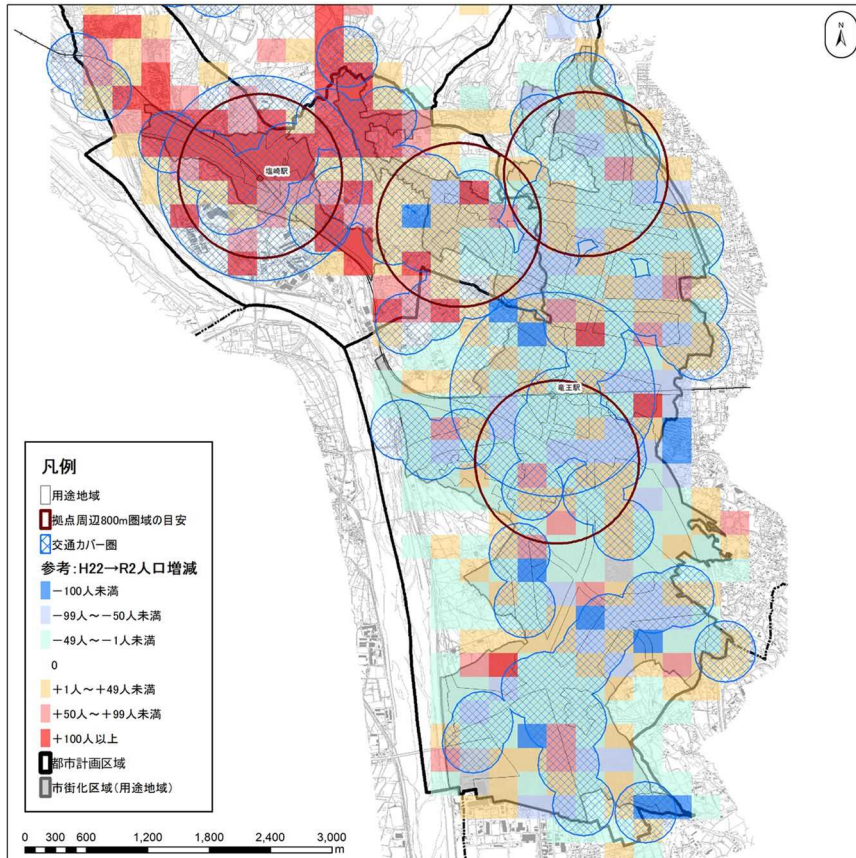 N
塩崎駅
竜王駅
凡例
用途地域
拠点周辺800m圏域の目安
交通カバー圏
参考:H22→R2人口増減
－100人未満
－99人～－50人未満
－49人～－1人未満
0
＋1人～＋49人未満
＋50人～＋99人未満
＋100人以上
都市計画区域
市街化区域(用途地域)
0 300 600 1,200 1,800 2,400 3,000
m